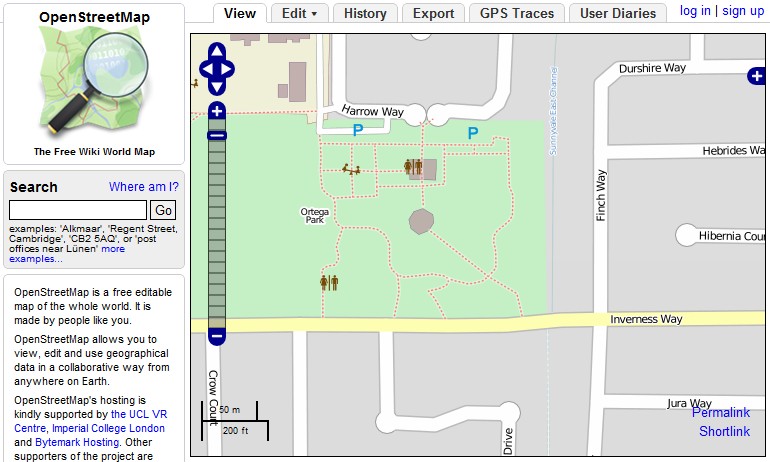 OpenStreetMap
The Free Wiki World Map
View
Edit
History
Export
GPS Traces
User Diaries
log in | sign up
Search
Where am I?
Go
examples: 'Alkmaar', 'Regent Street,
Cambridge', 'CB2 5AQ', or 'post
offices near Lünen' more
examples...
OpenStreetMap is a free editable
map of the whole world. It is
made by people like you.
OpenStreetMap allows you to
view, edit and use geographical
data in a collaborative way from
anywhere on Earth.
OpenStreetMap's hosting is
kindly supported by the UCL VR
Centre, Imperial College London
and Bytemark Hosting. Other
supporters of the project are
Harrow Way
P
P
Ortega
Park
Sunnyvale East Channel
Durshire Way
Hebrides Wa
Finch Way
Hibernia Cour
Inverness Way
Crow Court
Drive
Jura Way
50 m
200 ft
Permalink
Shortlink